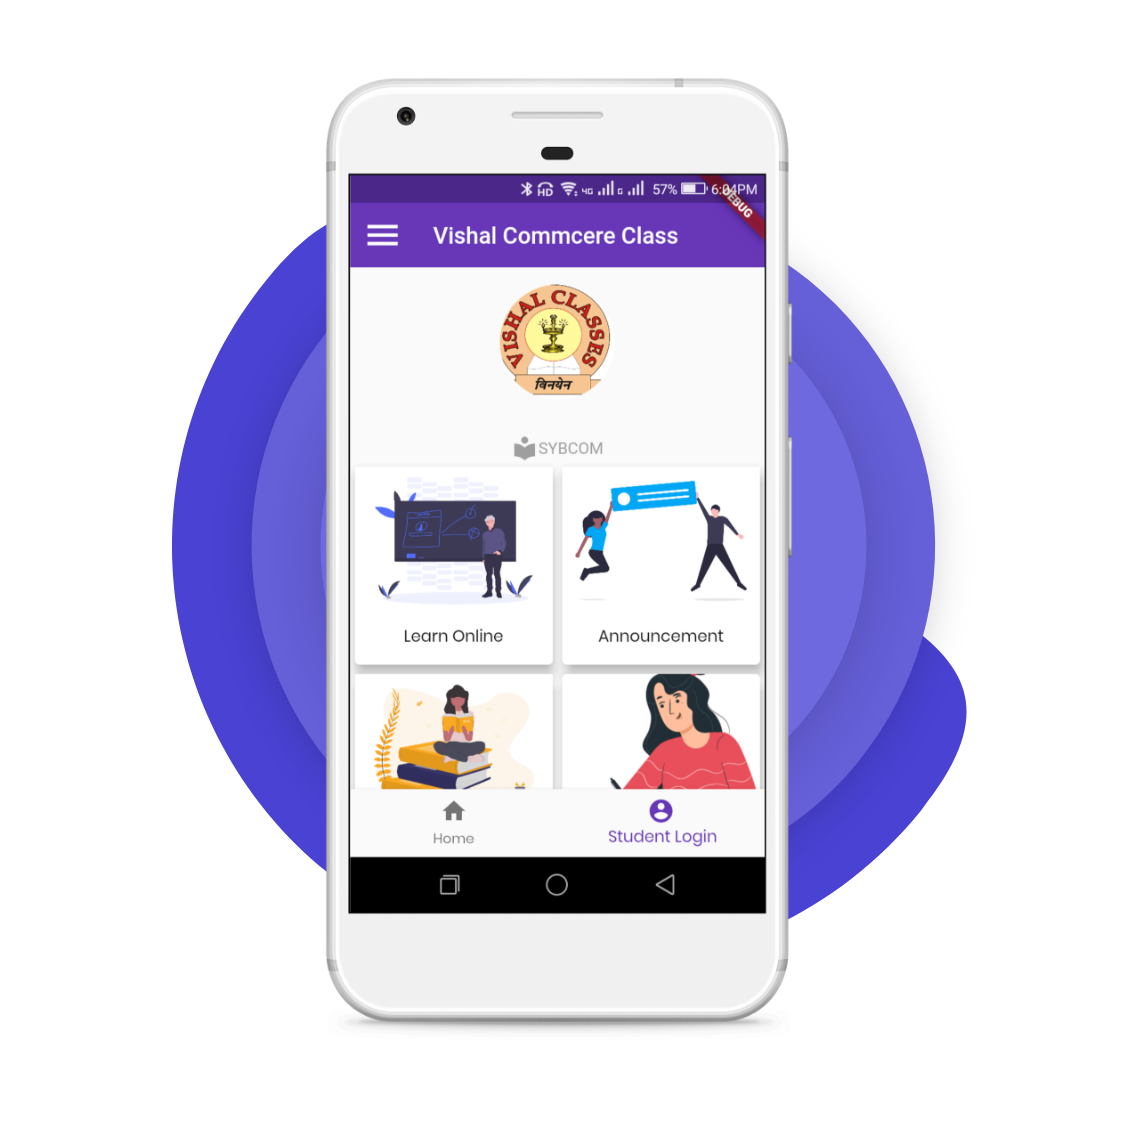 HD 4G G 57% 6:04PM
DEBUG
Vishal Commcere Class
VISHAL CLASSES
विनयेन
SYBCOM
Learn Online
Announcement
Home
Student Login